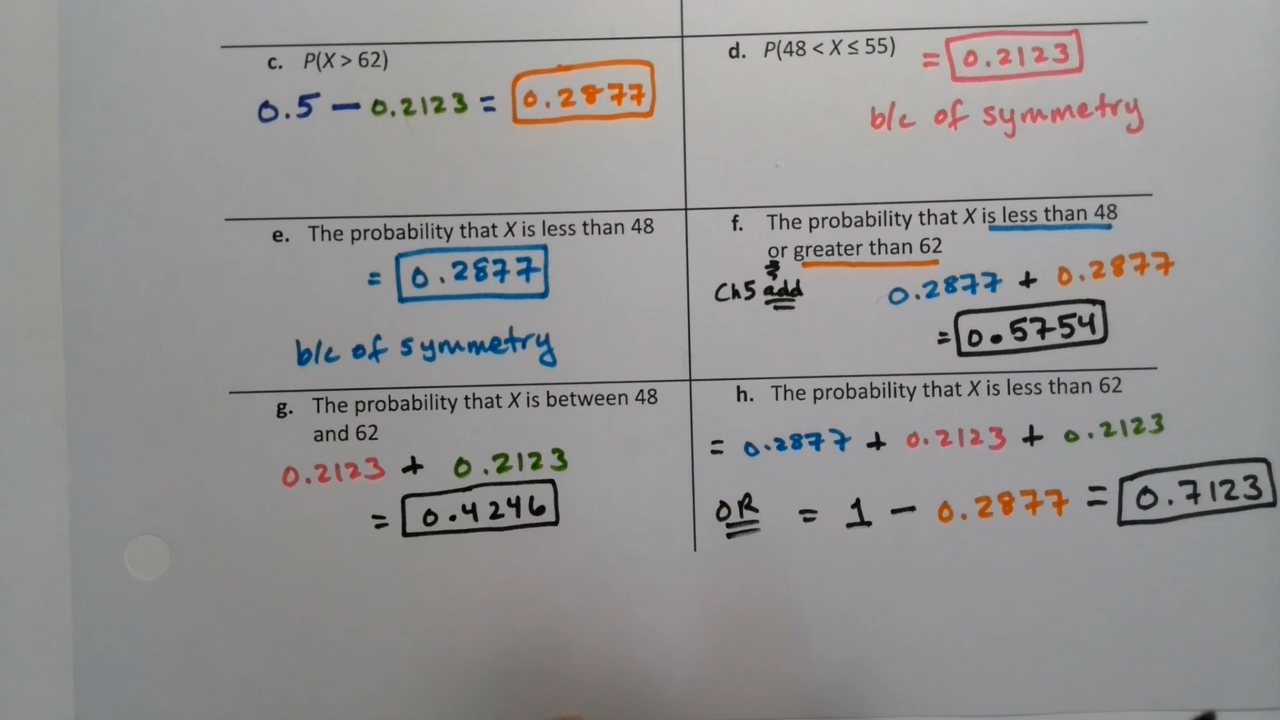 c. P(X > 62)
0.5 – 0.2123 = 0.2877
d. P(48 < X ≤ 55) = 0.2123
b/c of symmetry
e. The probability that X is less than 48
= 0.2877
b/c of symmetry
f. The probability that X is less than 48
or greater than 62
Ch5 & add
0.2877 + 0.2877
= 0.5754
g. The probability that X is between 48
and 62
0.2123 + 0.2123
= 0.4246
h. The probability that X is less than 62
= 0.2877 + 0.2123 + 0.2123
OR = 1 – 0.2877 = 0.7123